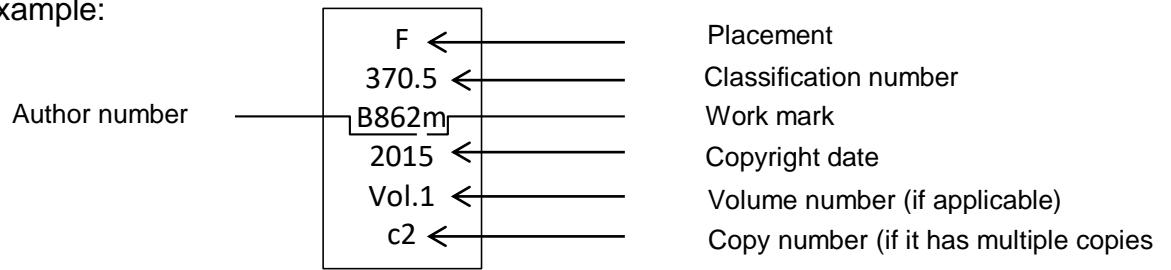 xample:
F Placement
370.5 Classification number
Author number B862m Work mark
2015 Copyright date
Vol.1 Volume number (if applicable)
c2 Copy number (if it has multiple copies